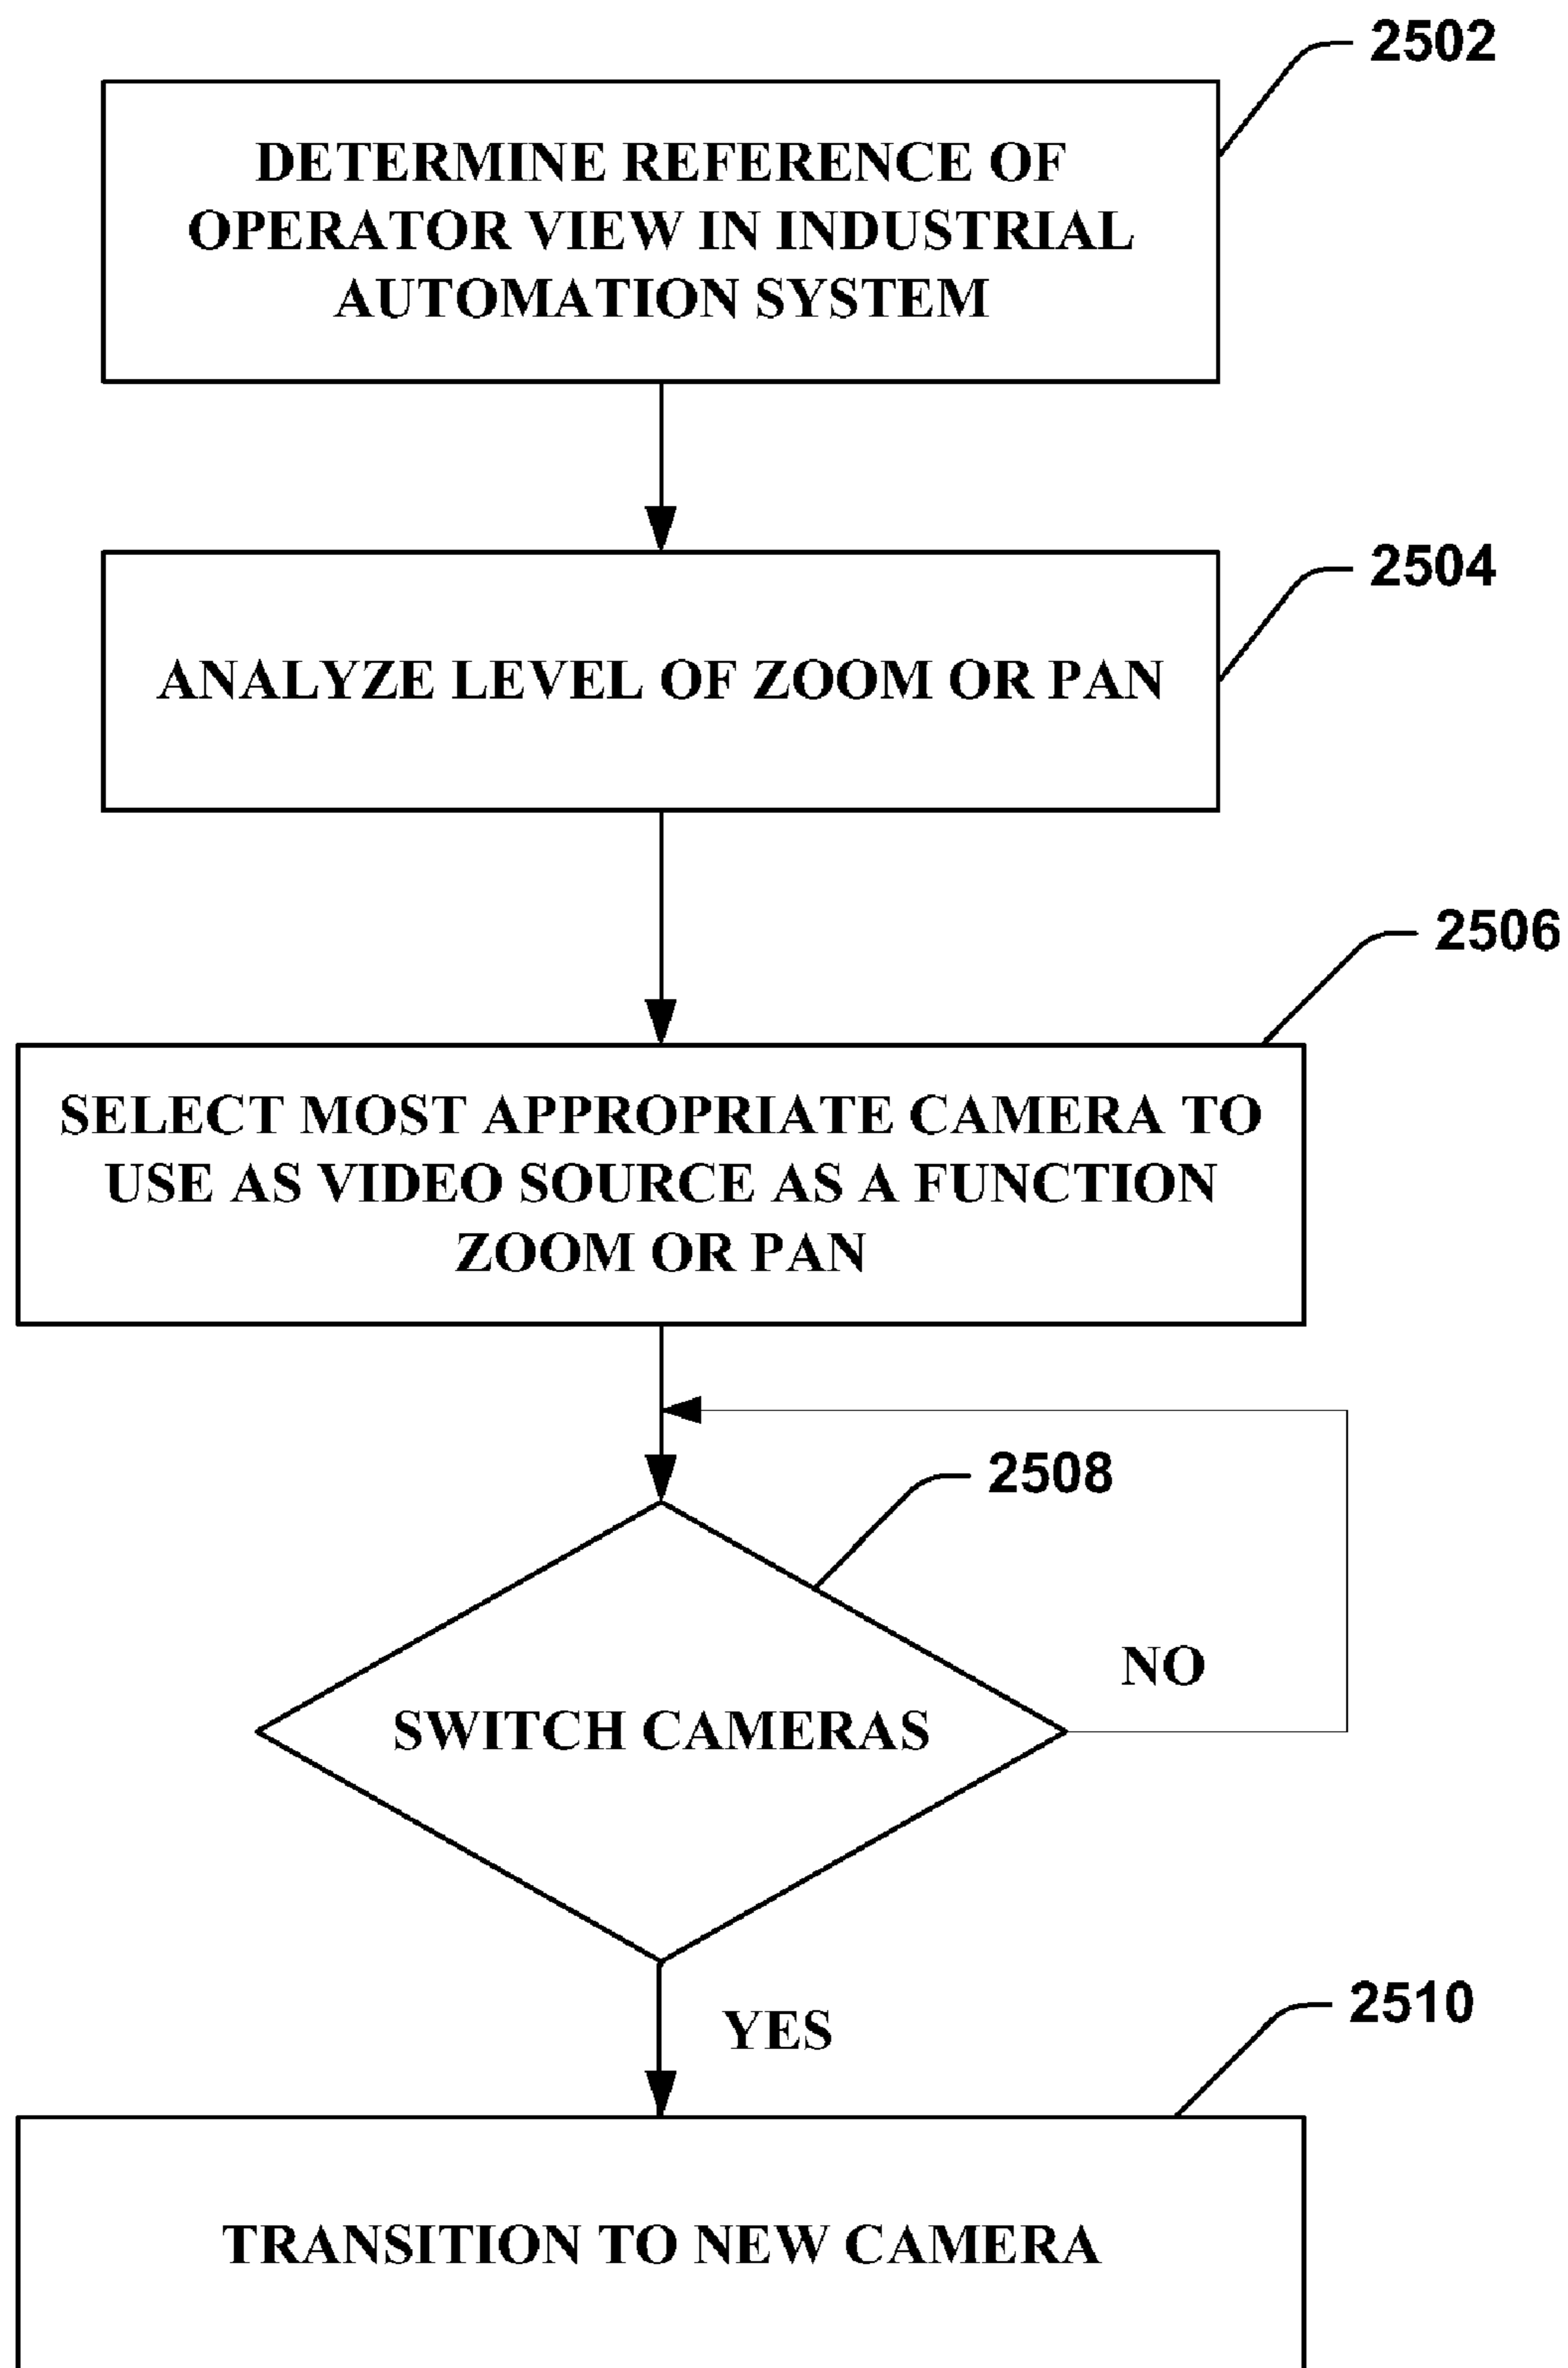 2502
DETERMINE REFERENCE OF
OPERATOR VIEW IN INDUSTRIAL
AUTOMATION SYSTEM
2504
ANALYZE LEVEL OF ZOOM OR PAN
2506
SELECT MOST APPROPRIATE CAMERA TO
USE AS VIDEO SOURCE AS A FUNCTION
ZOOM OR PAN
2508
NO
SWITCH CAMERAS
YES
2510
TRANSITION TO NEW CAMERA